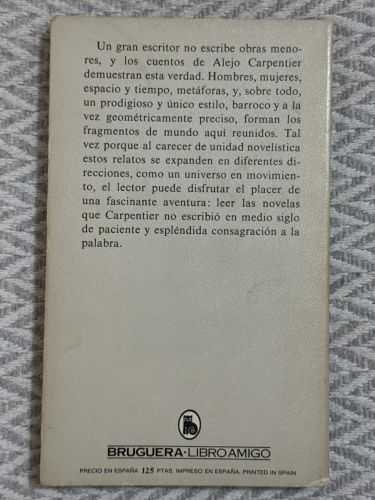 Un gran escritor no escribe obras meno-
res, y los cuentos de Alejo Carpentier
demuestran esta verdad. Hombres, mujeres,
espacio y tiempo, metáforas, y, sobre todo,
un prodigioso y único estilo, barroco y a la
vez geométricamente preciso, forman los
fragmentos de mundo aquí reunidos. Tal
vez porque al carecer de unidad novelística
estos relatos se expanden en diferentes di-
recciones, como un universo en movimien-
to, el lector puede disfrutar el placer de
una fascinante aventura: leer las novelas
que Carpentier no escribió en medio siglo
de paciente y espléndida consagración a la
palabra.
BRUGUERA·LIBRO AMIGO
PRECIO EN ESPAÑA 125 PTAS. IMPRESO EN ESPAÑA, PRINTED IN SPAIN